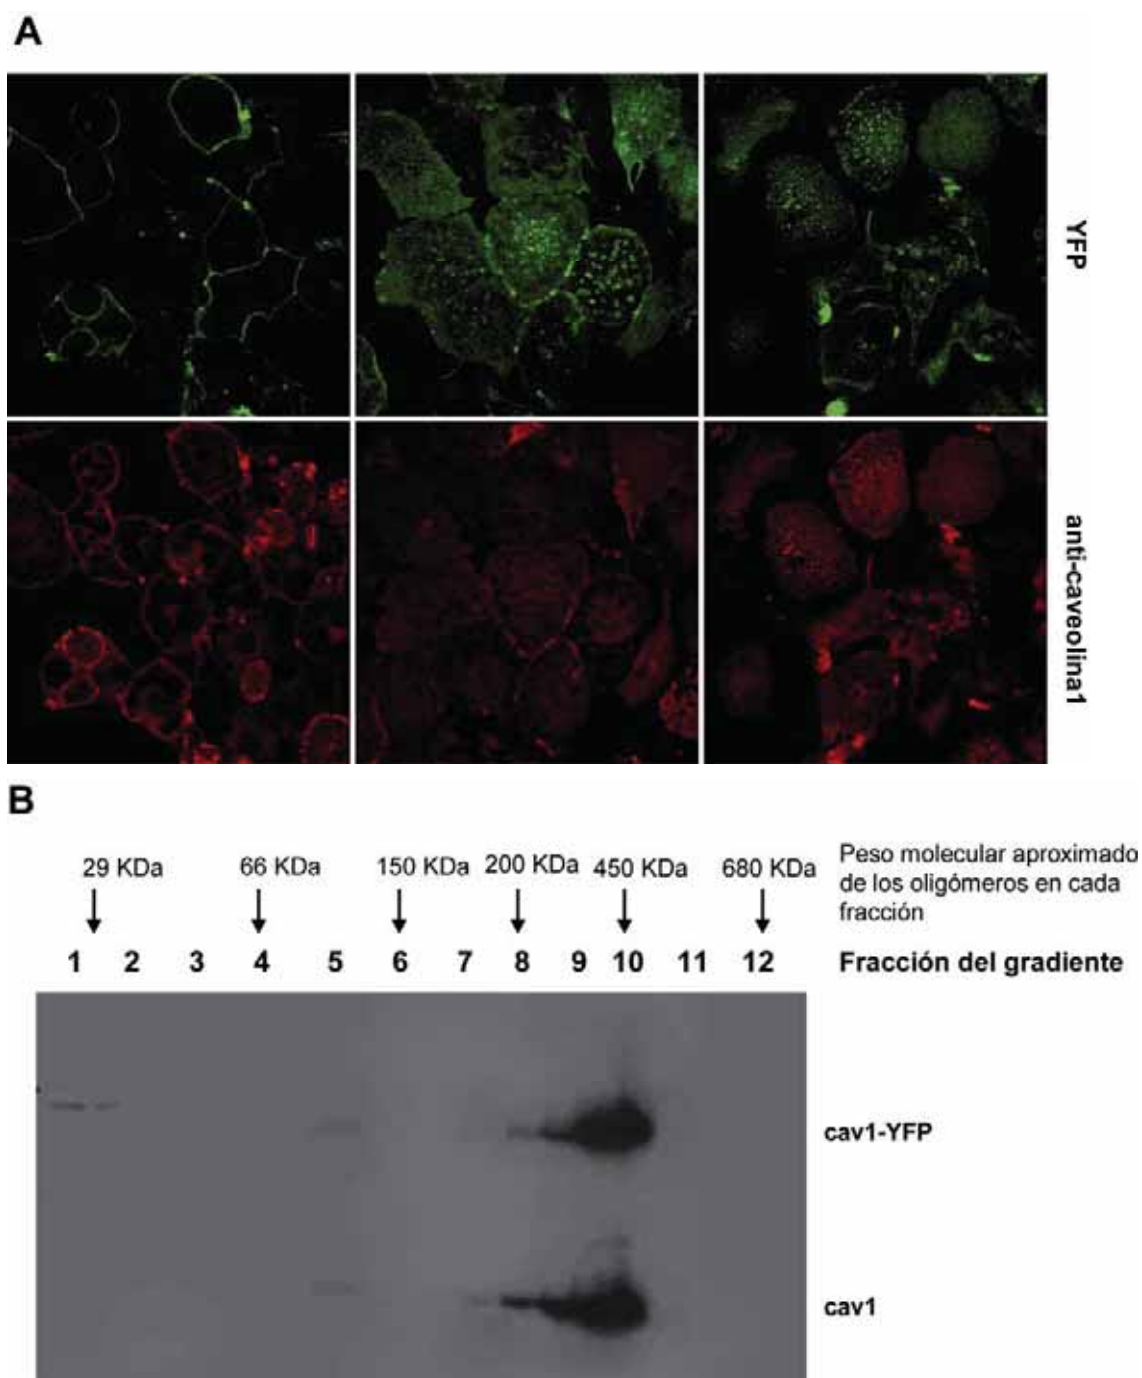 A
YFP
anti-caveolina1
B
29 KDa 66 KDa 150 KDa 200 KDa 450 KDa 680 KDa
Peso molecular aproximado
de los oligómeros en cada
fracción
1 2 3 4 5 6 7 8 9 10 11 12 Fracción del gradiente
cav1-YFP
cav1